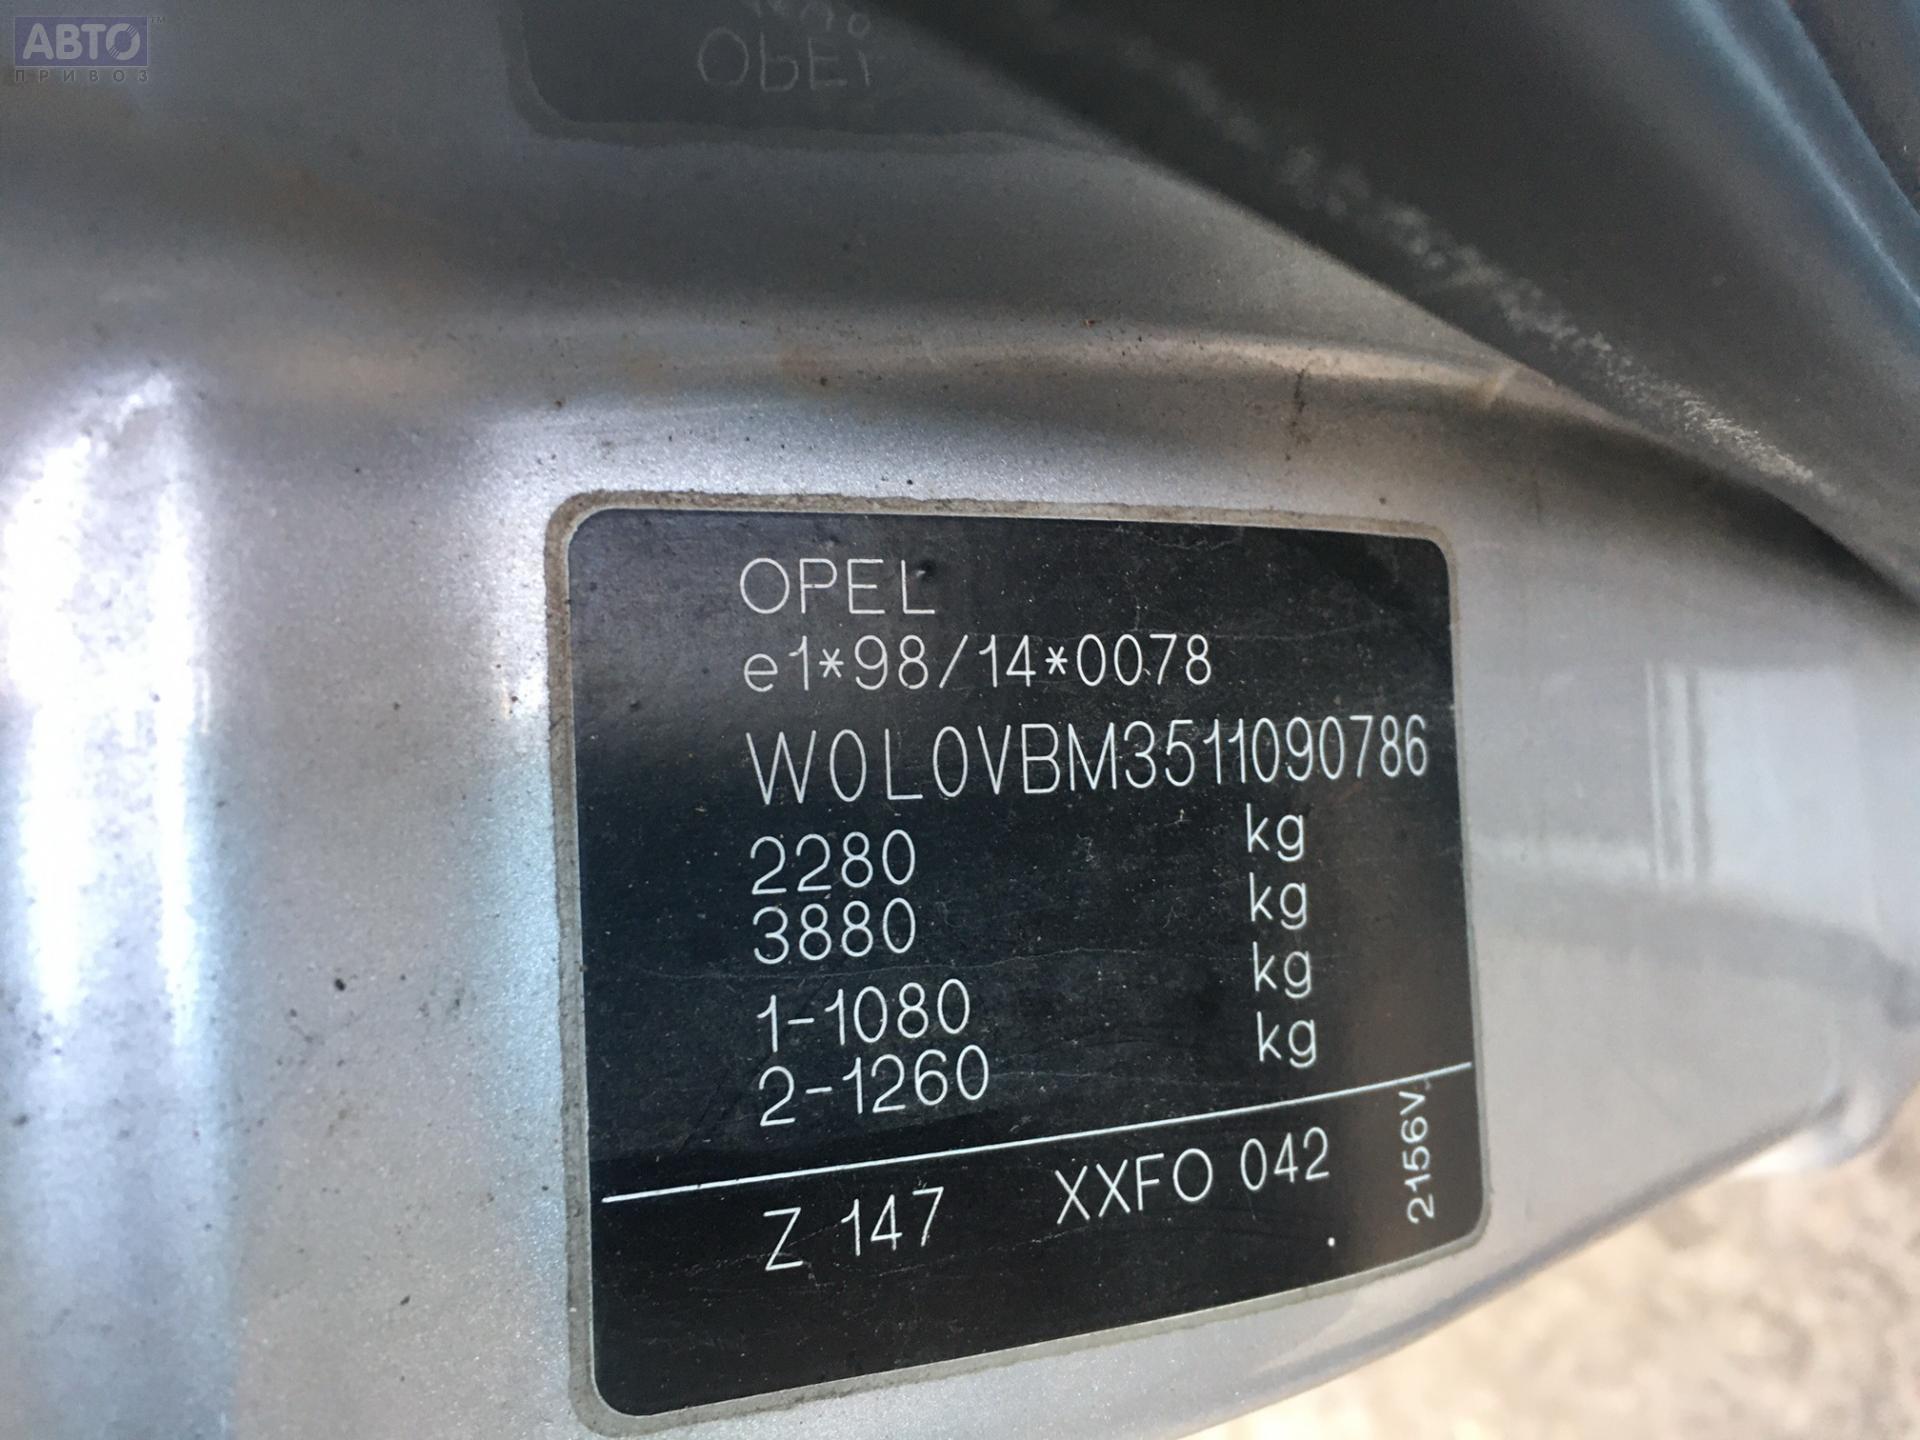 АВТО™
ПРИВОЗ
OPEL
OPEL
e1*98/14*0078
W0L0VBM3511090786
2280 kg
3880 kg
1-1080 kg
2-1260 kg
Z 147 XXFO 042
2156V